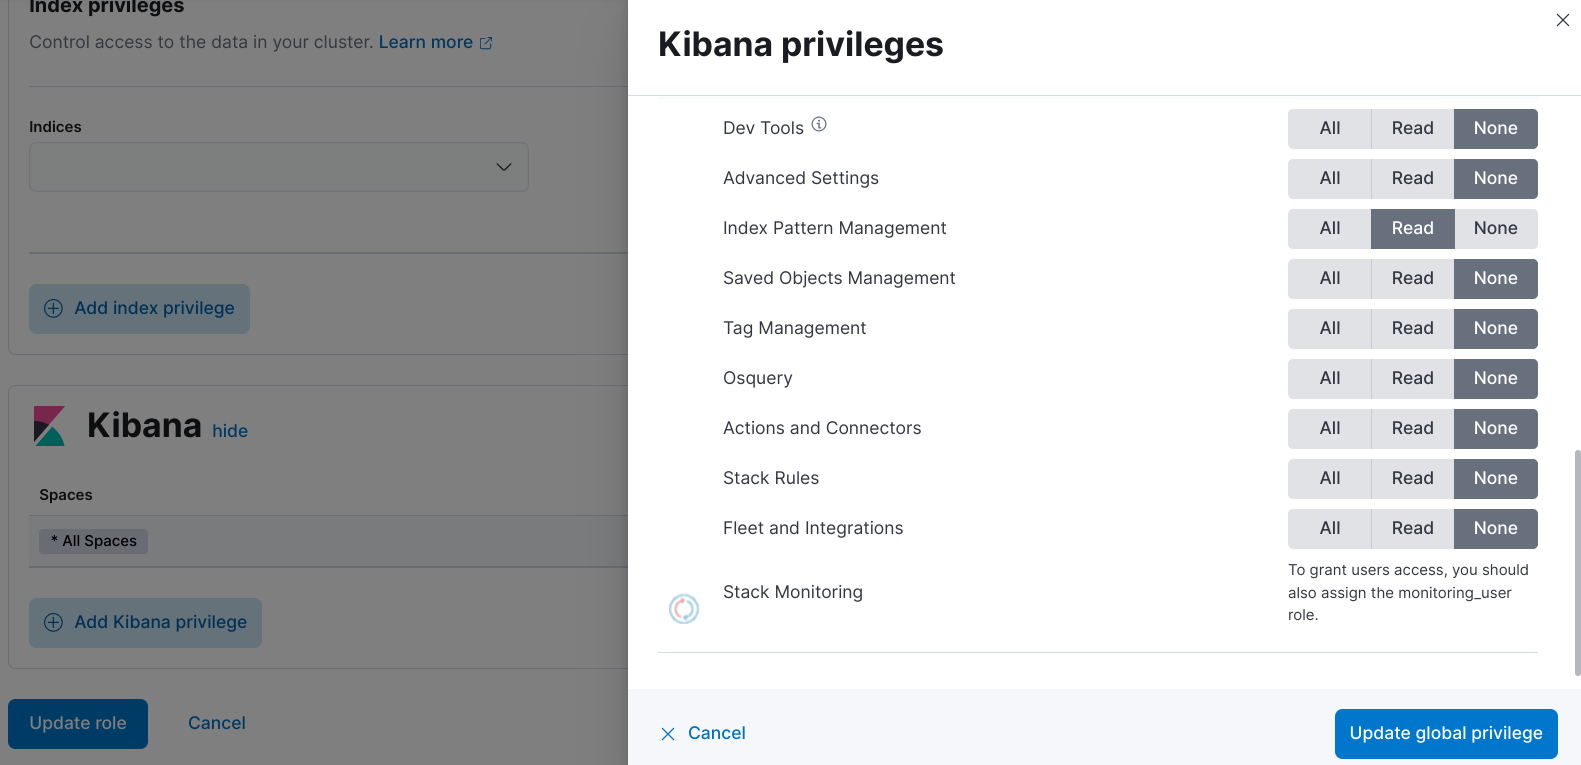 Index privileges
Control access to the data in your cluster. Learn more
Indices
Add index privilege
Kibana hide
Spaces
* All Spaces
Add Kibana privilege
Update role Cancel
Kibana privileges
Dev Tools All Read None
Advanced Settings All Read None
Index Pattern Management All Read None
Saved Objects Management All Read None
Tag Management All Read None
Osquery All Read None
Actions and Connectors All Read None
Stack Rules All Read None
Fleet and Integrations All Read None
Stack Monitoring
To grant users access, you should
also assign the monitoring_user
role.
Cancel Update global privilege